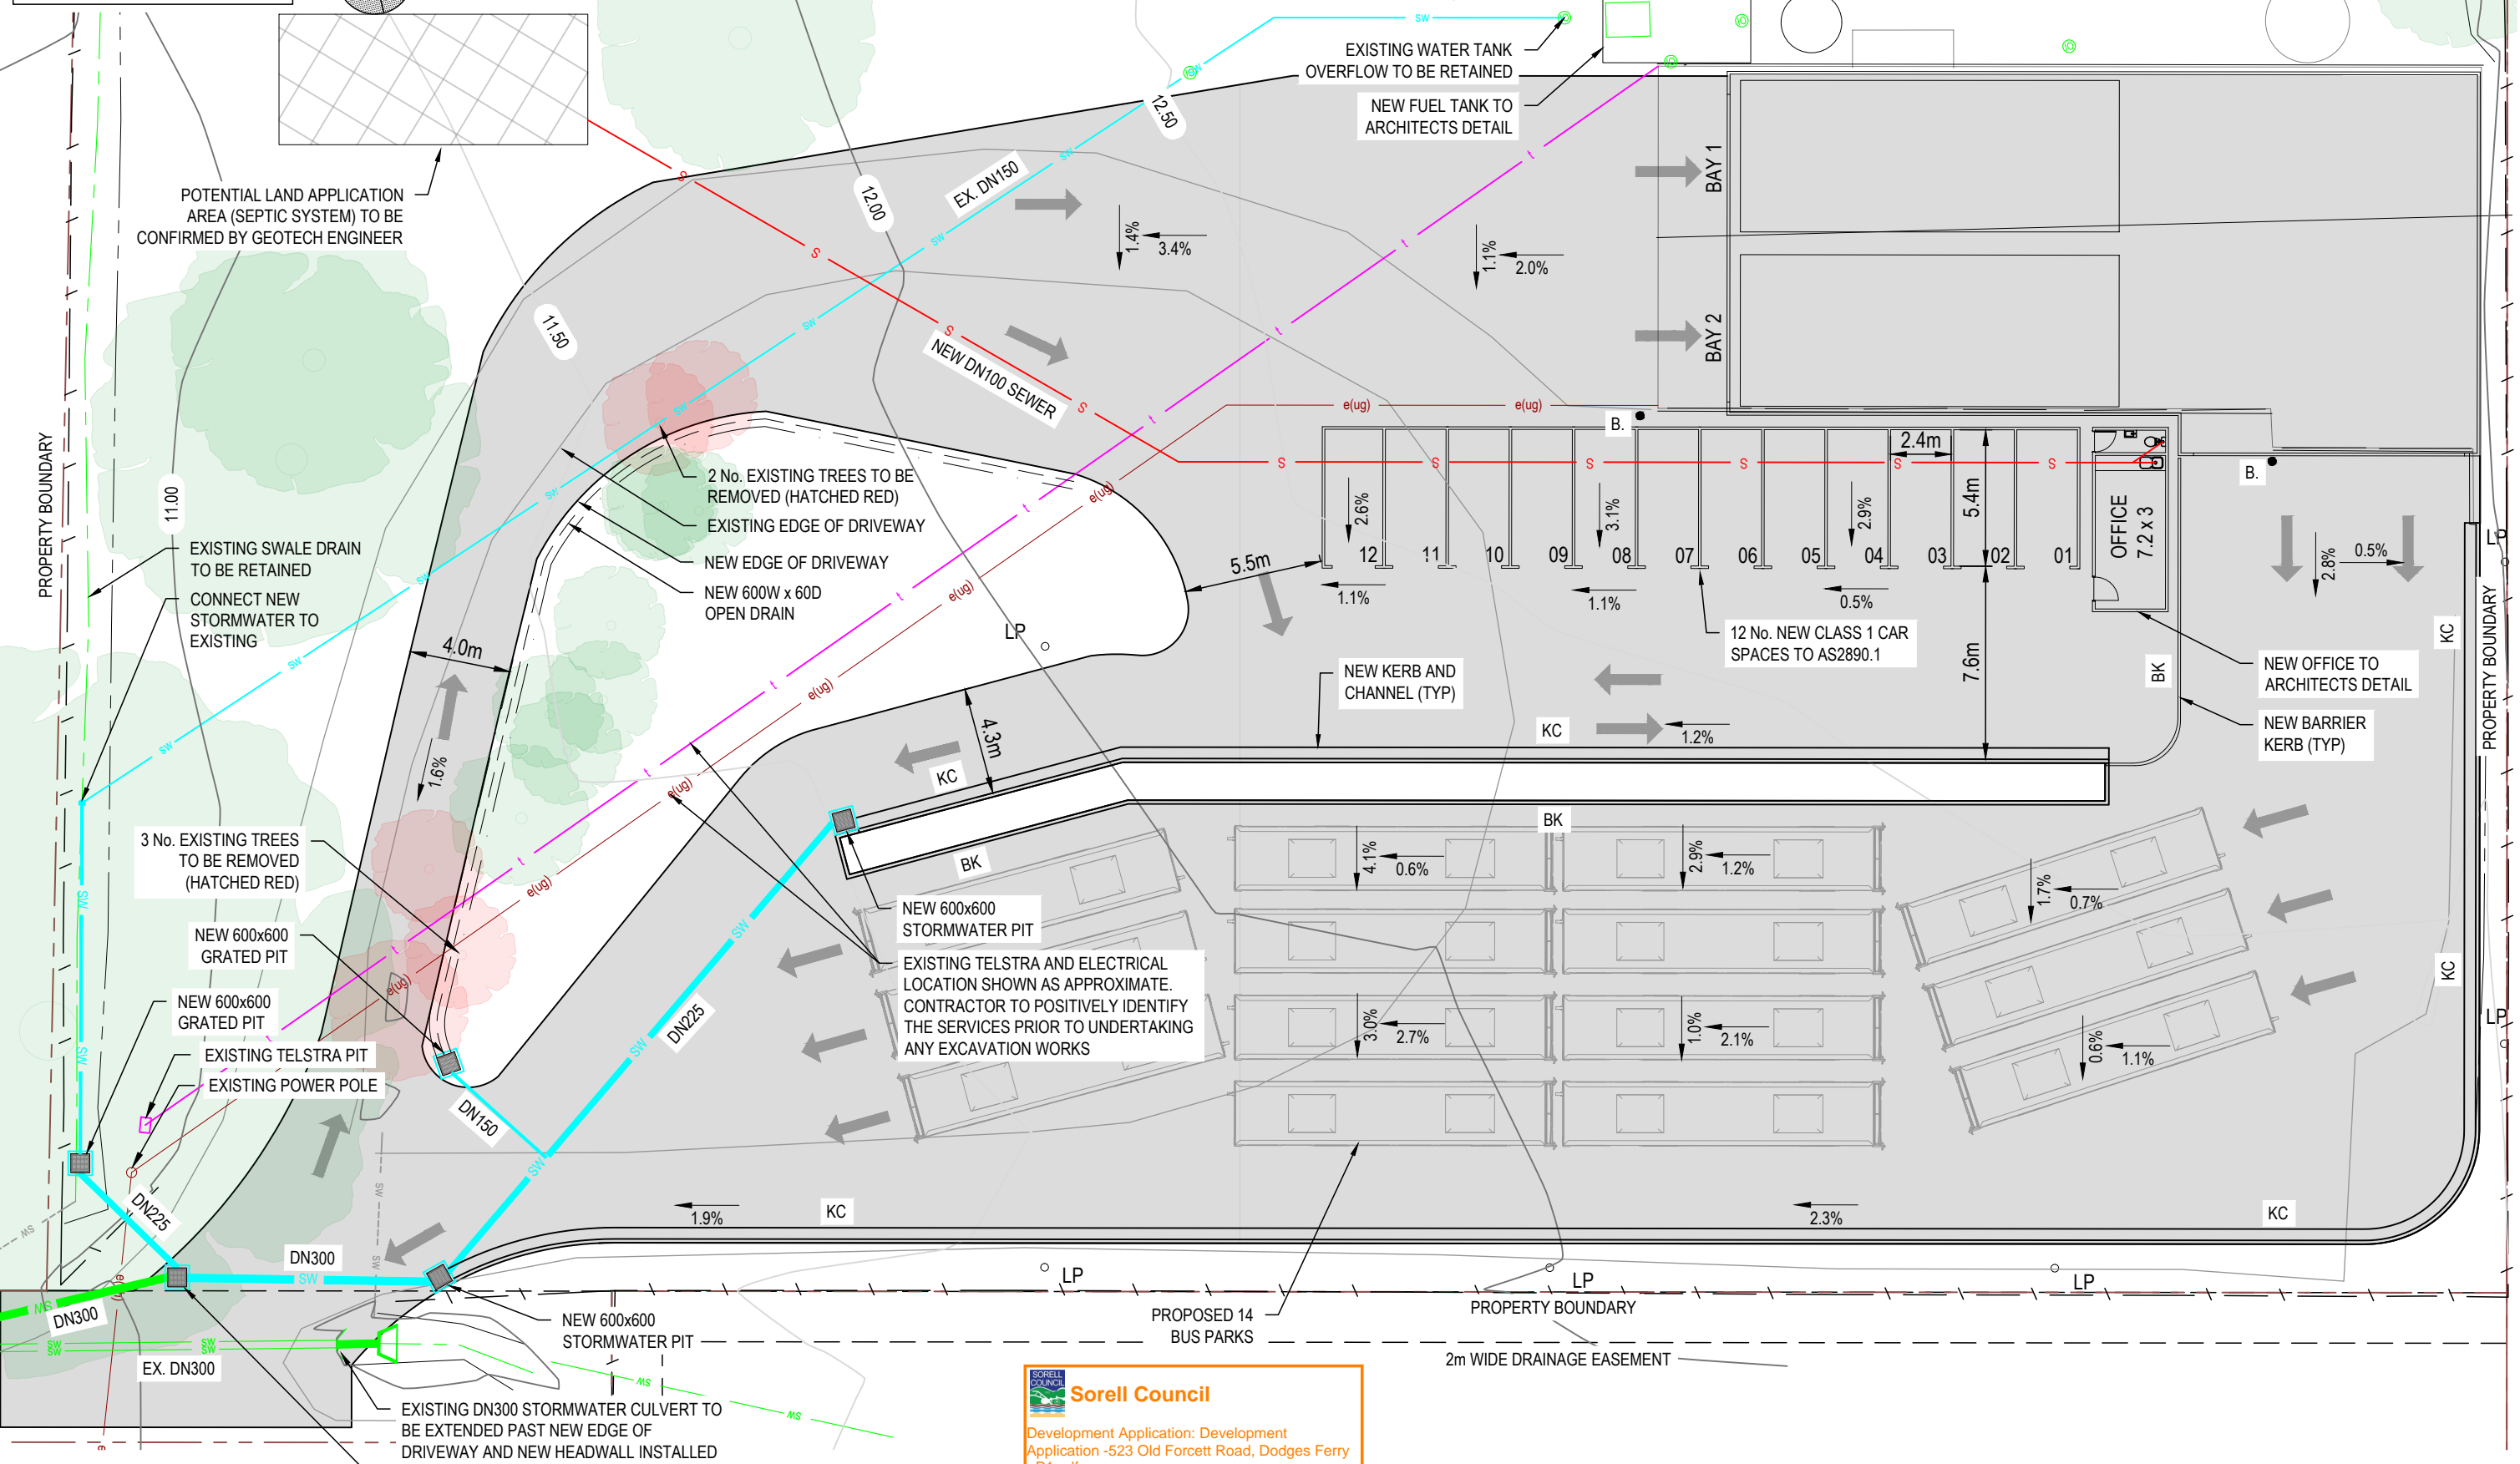 SW
EXISTING WATER TANK
OVERFLOW TO BE RETAINED
NEW FUEL TANK TO
ARCHITECTS DETAIL
12.50
12.00
11.50
11.00
EX. DN150
POTENTIAL LAND APPLICATION
AREA (SEPTIC SYSTEM) TO BE
CONFIRMED BY GEOTECH ENGINEER
BAY 1
BAY 2
1.4%
3.4%
1.1%
2.0%
NEW DN100 SEWER
PROPERTY BOUNDARY
e(ug)
e(ug)
B.
2.4m
5.4m
OFFICE
7.2 x 3
B.
2 No. EXISTING TREES TO BE
REMOVED (HATCHED RED)
EXISTING EDGE OF DRIVEWAY
NEW EDGE OF DRIVEWAY
NEW 600W x 60D
OPEN DRAIN
EXISTING SWALE DRAIN
TO BE RETAINED
CONNECT NEW
STORMWATER TO
EXISTING
2.6%
3.1%
2.9%
12 11 10 09 08 07 06 05 04 03 02 01
5.5m
1.1%
1.1%
0.5%
2.8%
0.5%
LP
12 No. NEW CLASS 1 CAR
SPACES TO AS2890.1
7.6m
4.0m
LP
NEW KERB AND
CHANNEL (TYP)
KC
BK
NEW OFFICE TO
ARCHITECTS DETAIL
NEW BARRIER
KERB (TYP)
PROPERTY BOUNDARY
1.6%
4.3m
KC
KC
1.2%
BK
BK
3 No. EXISTING TREES
TO BE REMOVED
(HATCHED RED)
NEW 600x600
GRATED PIT
NEW 600x600
GRATED PIT
EXISTING TELSTRA PIT
EXISTING POWER POLE
NEW 600x600
STORMWATER PIT
EXISTING TELSTRA AND ELECTRICAL
LOCATION SHOWN AS APPROXIMATE.
CONTRACTOR TO POSITIVELY IDENTIFY
THE SERVICES PRIOR TO UNDERTAKING
ANY EXCAVATION WORKS
4.1%
0.6%
2.9%
1.2%
1.7%
0.7%
3.0%
2.7%
1.0%
2.1%
0.6%
1.1%
KC
LP
DN225
DN150
DN225
1.9%
KC
2.3%
KC
DN300
SW
DN300
EX. DN300
NEW 600x600
STORMWATER PIT
LP
LP
LP
PROPOSED 14
BUS PARKS
PROPERTY BOUNDARY
2m WIDE DRAINAGE EASEMENT
EXISTING DN300 STORMWATER CULVERT TO
BE EXTENDED PAST NEW EDGE OF
DRIVEWAY AND NEW HEADWALL INSTALLED
SORELL
COUNCIL
Sorell Council
Development Application: Development
Application -523 Old Forcett Road, Dodges Ferry